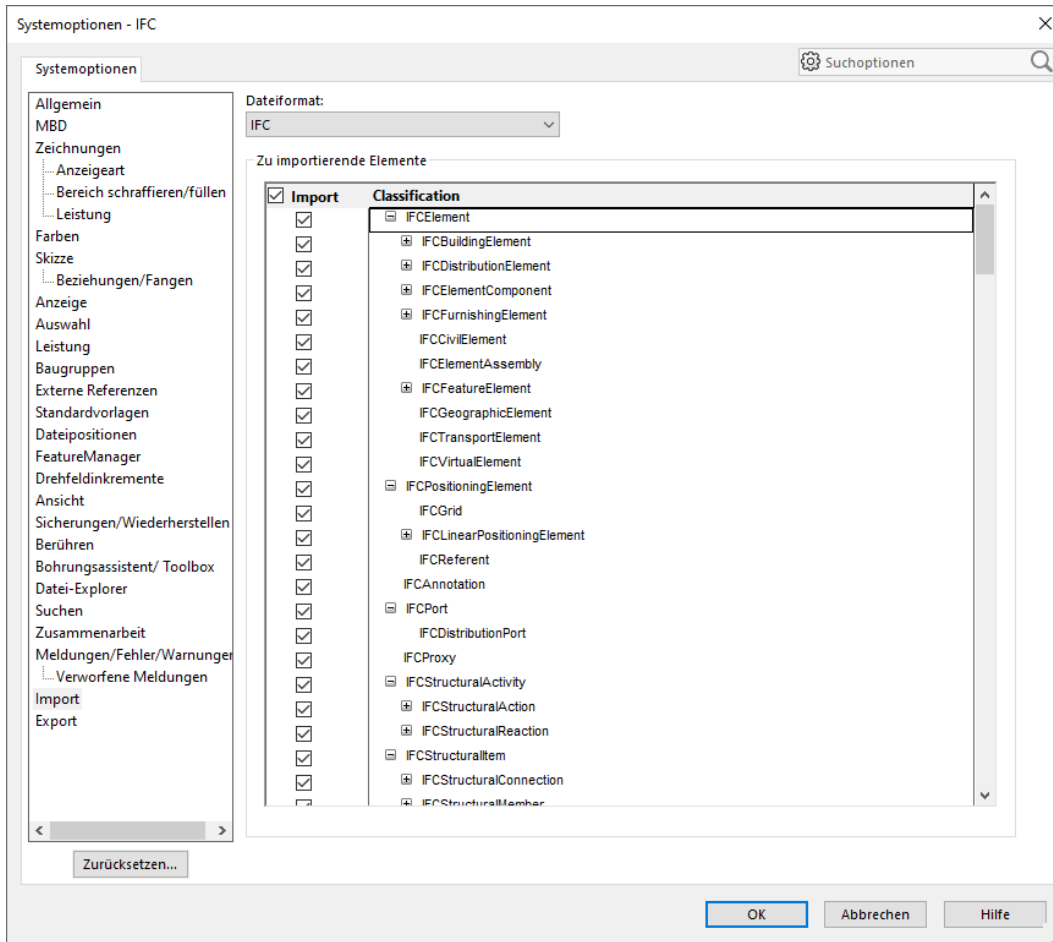 Systemoptionen - IFC
Systemoptionen
Suchoptionen
Allgemein
MBD
Zeichnungen
Anzeigeart
Bereich schraffieren/füllen
Leistung
Farben
Skizze
Beziehungen/Fangen
Anzeige
Auswahl
Leistung
Baugruppen
Externe Referenzen
Standardvorlagen
Dateipositionen
FeatureManager
Drehfeldinkremente
Ansicht
Sicherungen/Wiederherstellen
Berühren
Bohrungsassistent/ Toolbox
Datei-Explorer
Suchen
Zusammenarbeit
Meldungen/Fehler/Warnunger
Verworfene Meldungen
Import
Export
Zurücksetzen...
Dateiformat:
IFC
Zu importierende Elemente
Import Classification
IFCElement
IFCBuildingElement
IFCDistributionElement
IFCElementComponent
IFCFurnishingElement
IFCCivilElement
IFCElementAssembly
IFCFeatureElement
IFCGeographicElement
IFCTransportElement
IFCVirtualElement
IFCPositioningElement
IFCGrid
IFCLinearPositioningElement
IFCReferent
IFCAnnotation
IFCPort
IFCDistributionPort
IFCProxy
IFCStructuralActivity
IFCStructuralAction
IFCStructuralReaction
IFCStructuralItem
IFCStructuralConnection
IFCStructuralMember
OK Abbrechen Hilfe